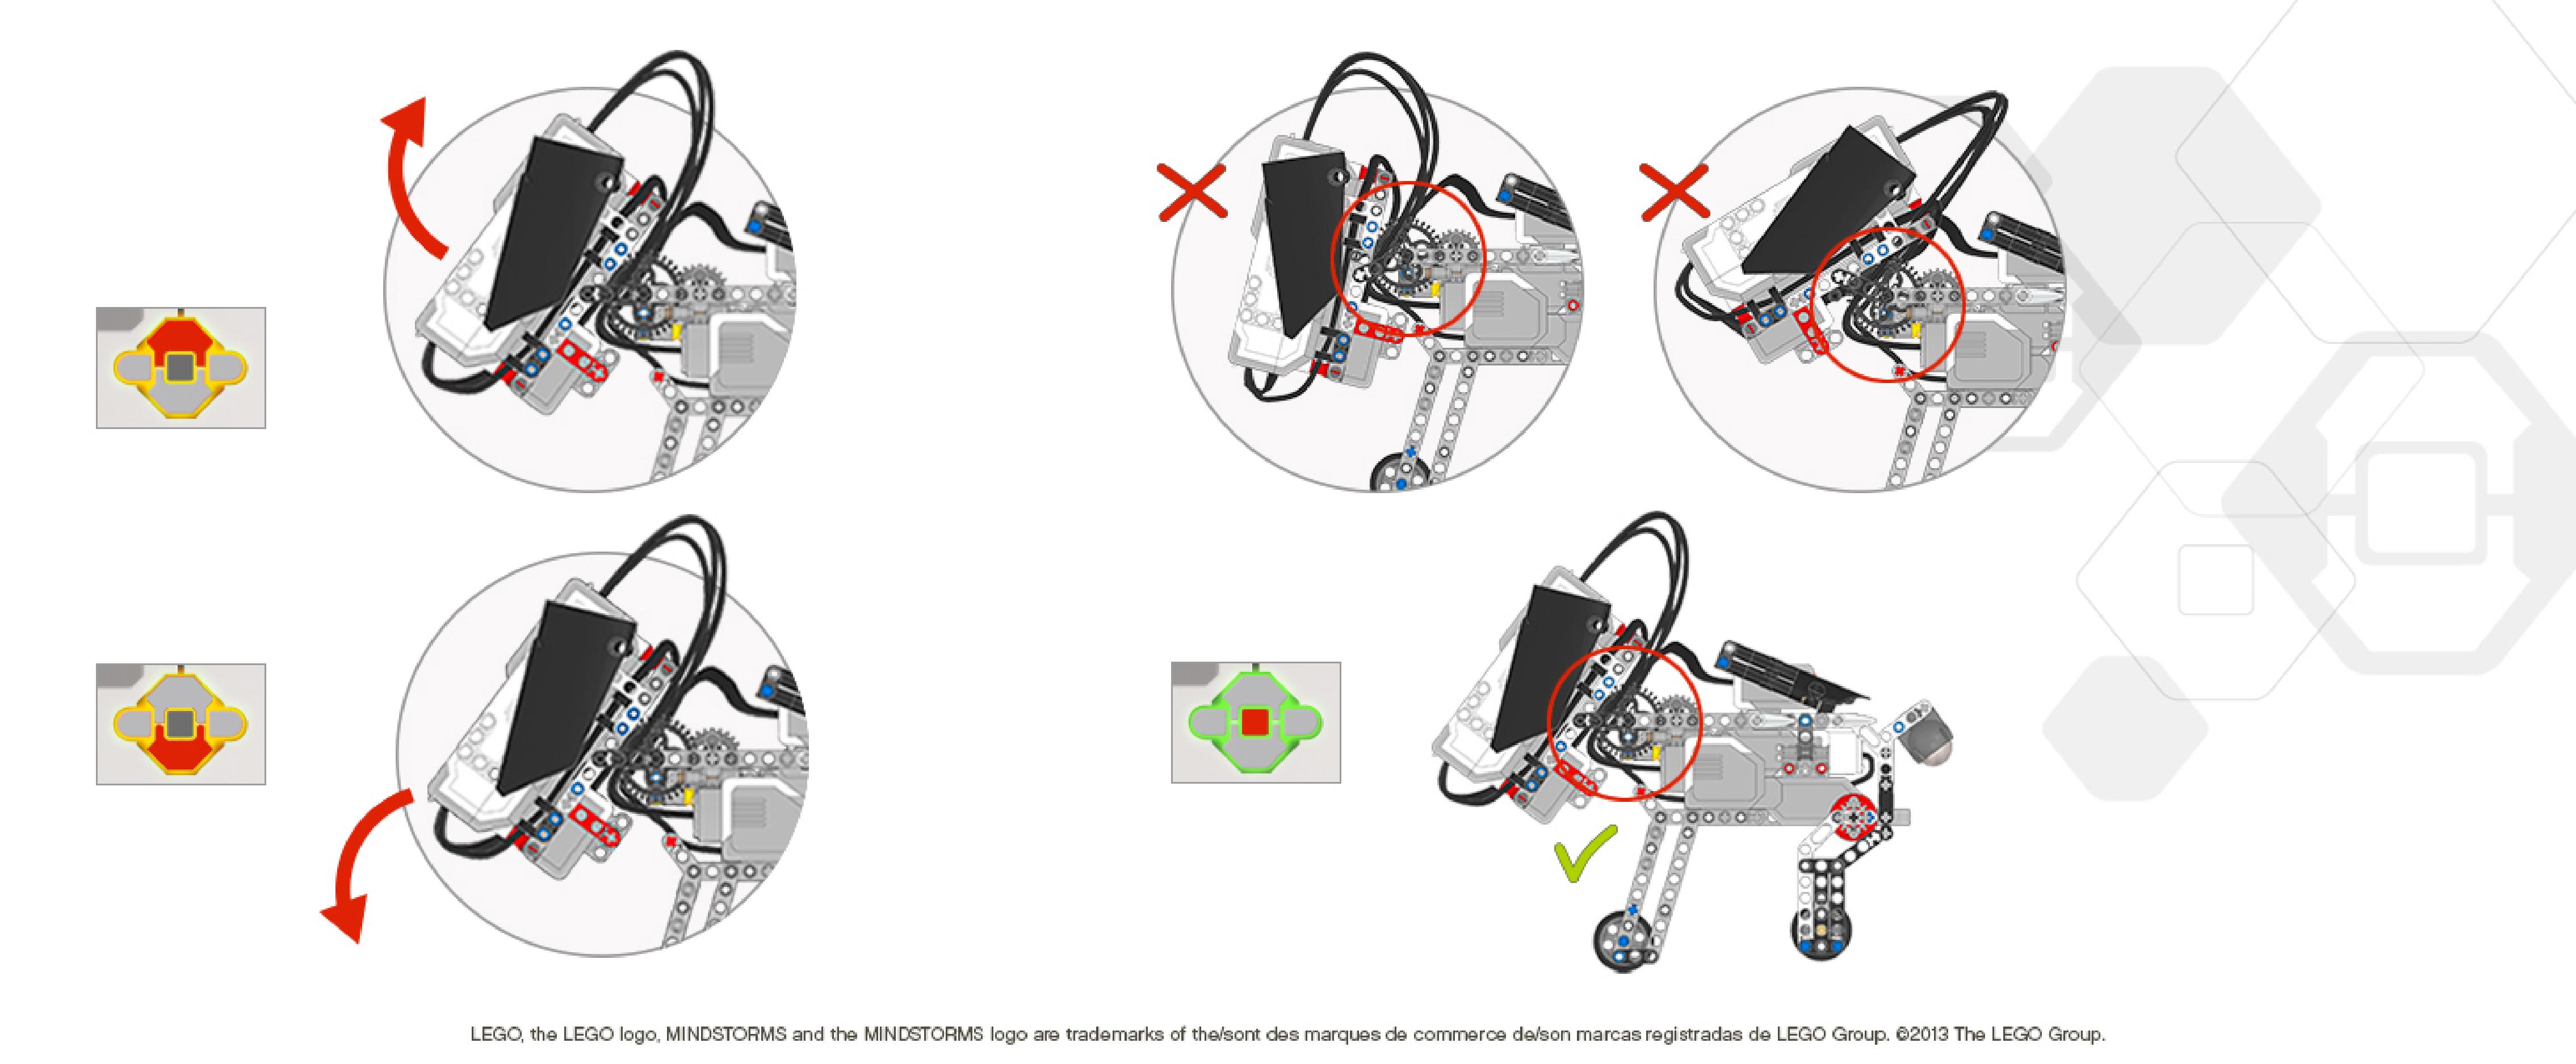 LEGO, the LEGO logo, MINDSTORMS and the MINDSTORMS logo are trademarks of the/sont des marques de commerce de/son marcas registradas de LEGO Group. ©2013 The LEGO Group.